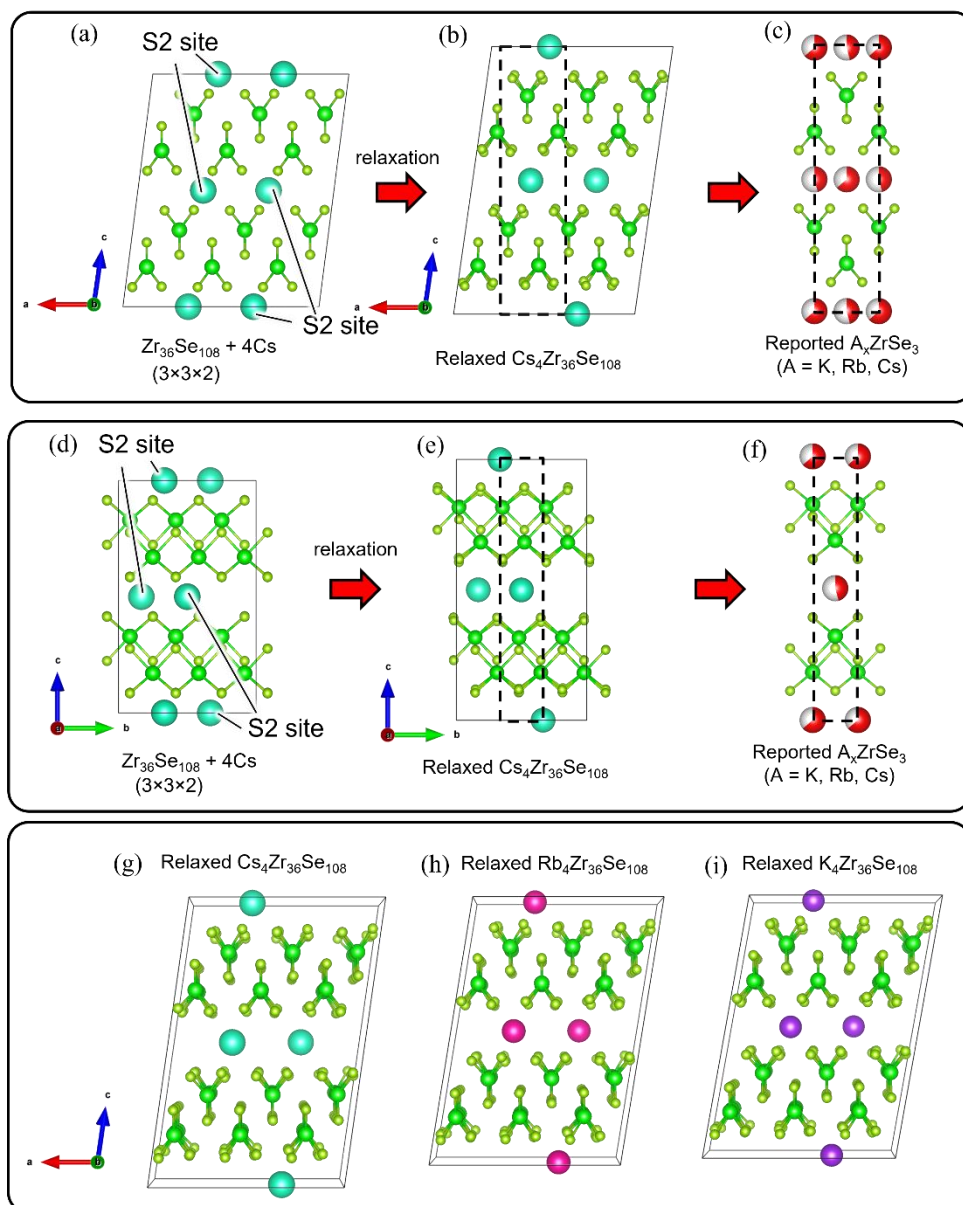 (a)
S2 site
S2 site
c
a
b
Zr₃₆Se₁₀₈ + 4Cs
(3×3×2)
relaxation
(b)
c
a
b
Relaxed Cs₄Zr₃₆Se₁₀₈
(c)
Reported AₓZrSe₃
(A = K, Rb, Cs)
(d)
S2 site
S2 site
c
a
b
Zr₃₆Se₁₀₈ + 4Cs
(3×3×2)
relaxation
(e)
c
a
b
Relaxed Cs₄Zr₃₆Se₁₀₈
(f)
Reported AₓZrSe₃
(A = K, Rb, Cs)
(g) Relaxed Cs₄Zr₃₆Se₁₀₈
(h) Relaxed Rb₄Zr₃₆Se₁₀₈
(i) Relaxed K₄Zr₃₆Se₁₀₈
c
a
b